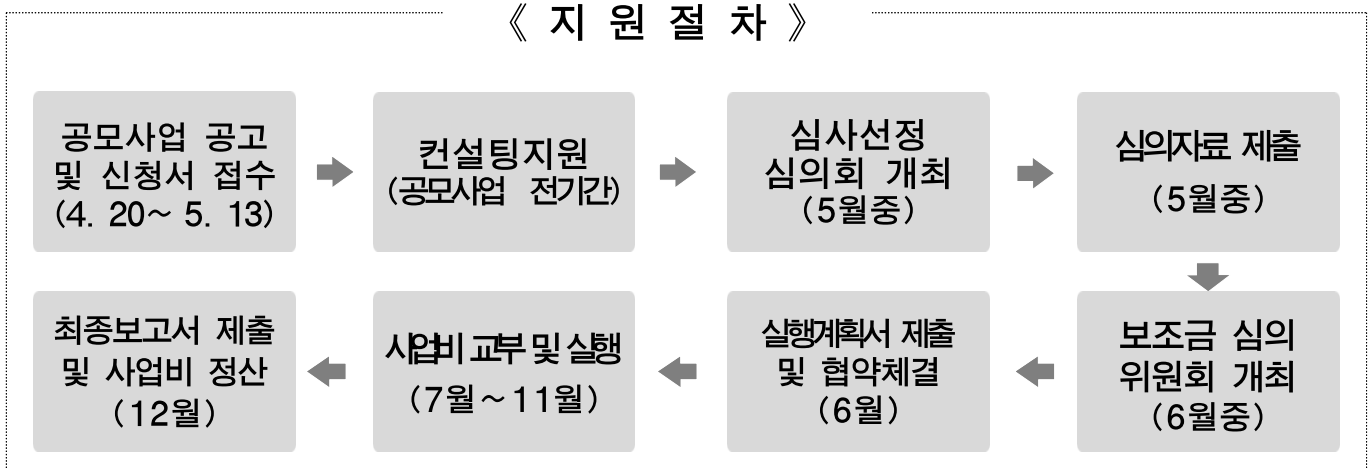 《 지 원 절 차 》
공모사업 공고
및 신청서 접수
(4. 20～ 5. 13)
컨설팅지원
(공모사업 전기간)
심사선정
심의회 개최
(5월중)
심의자료 제출
(5월중)
보조금 심의
위원회 개최
(6월중)
실행계획서 제출
및 협약체결
(6월)
사업비 교부 및 실행
(7월～11월)
최종보고서 제출
및 사업비 정산
(12월)